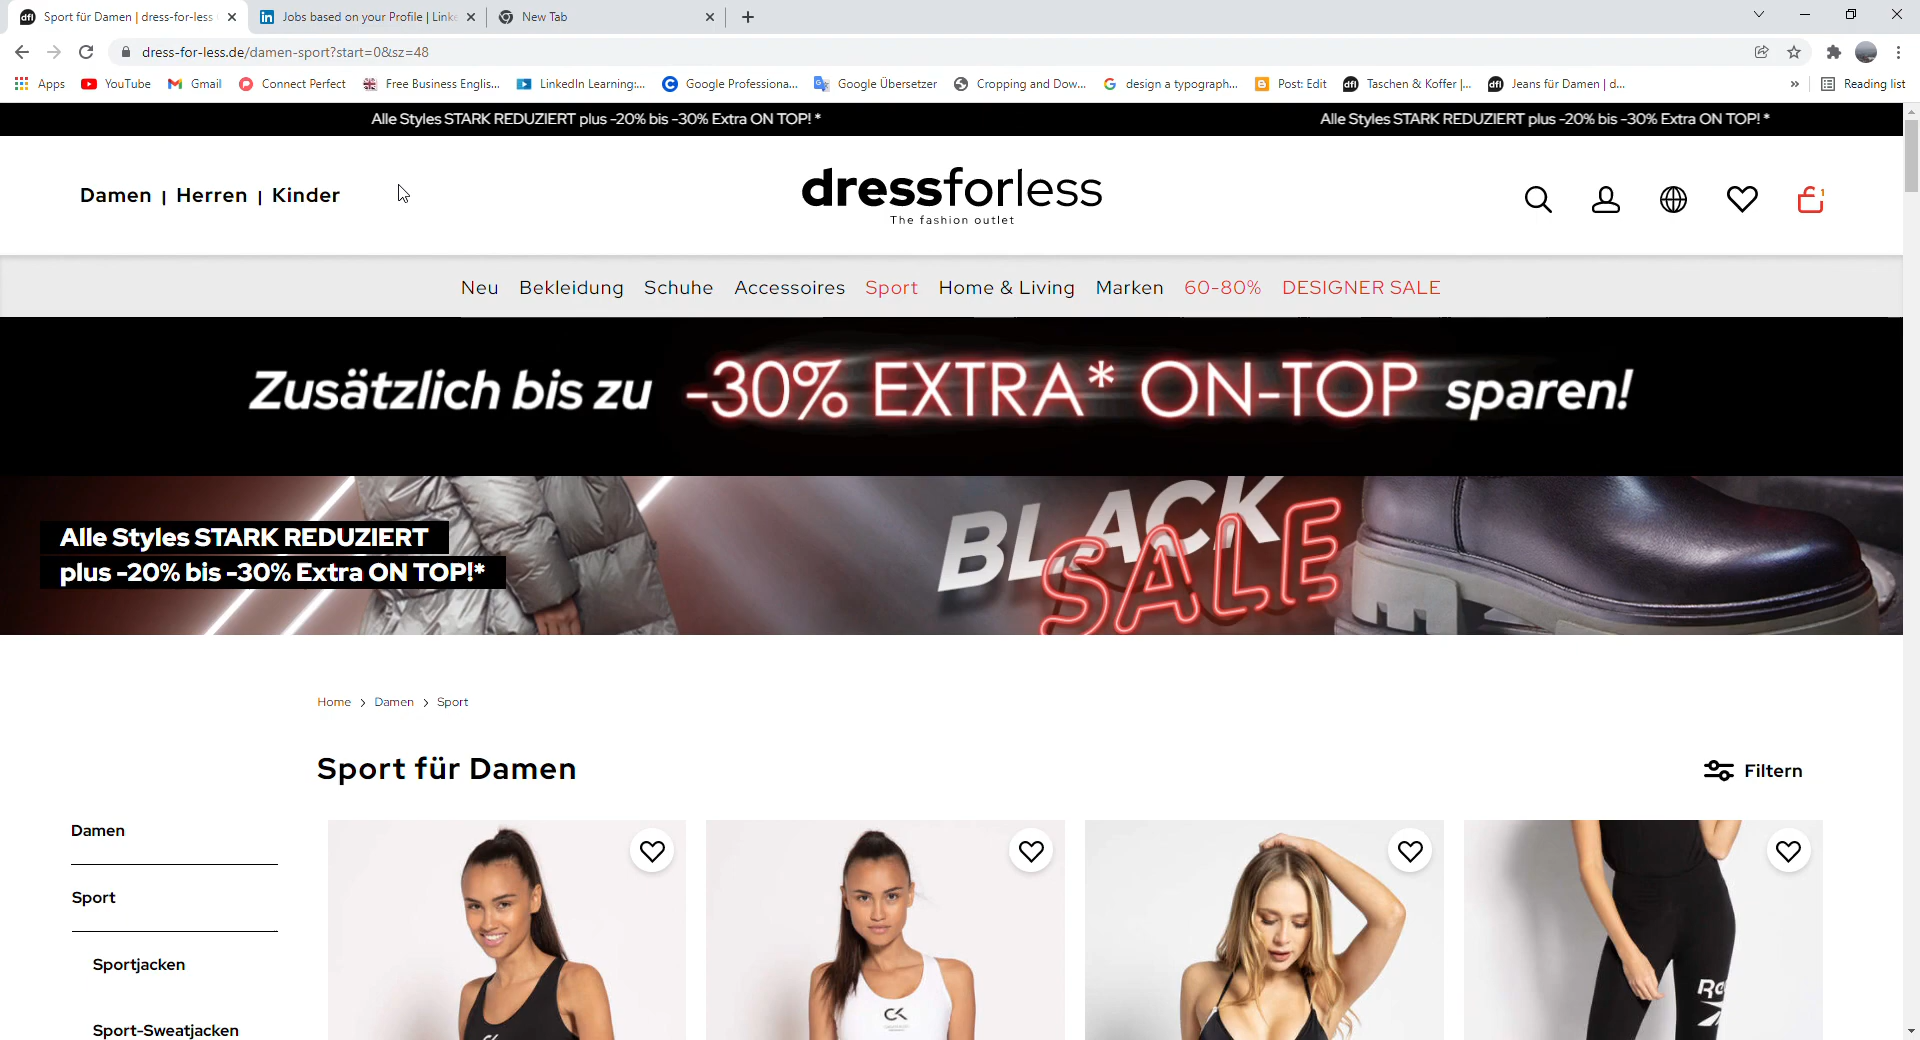 Sport für Damen | dress-for-less
Jobs based on your Profile | Linke
New Tab
dress-for-less.de/damen-sport?start=0&sz=48
Apps
YouTube
Gmail
Connect Perfect
Free Business Englis...
LinkedIn Learning:...
Google Professiona...
Google Übersetzer
Cropping and Dow...
design a typograph...
Post: Edit
Taschen & Koffer |...
Jeans für Damen | d...
Reading list
Alle Styles STARK REDUZIERT plus -20% bis -30% Extra ON TOP! *
Alle Styles STARK REDUZIERT plus -20% bis -30% Extra ON TOP! *
Damen | Herren | Kinder
dressforless
The fashion outlet
1
Neu Bekleidung Schuhe Accessoires Sport Home & Living Marken 60-80% DESIGNER SALE
Zusätzlich bis zu -30% EXTRA* ON-TOP sparen!
Alle Styles STARK REDUZIERT
plus -20% bis -30% Extra ON TOP!*
BLACK
SALE
Home > Damen > Sport
Sport für Damen
Filtern
Damen
Sport
Sportjacken
Sport-Sweatjacken
CK